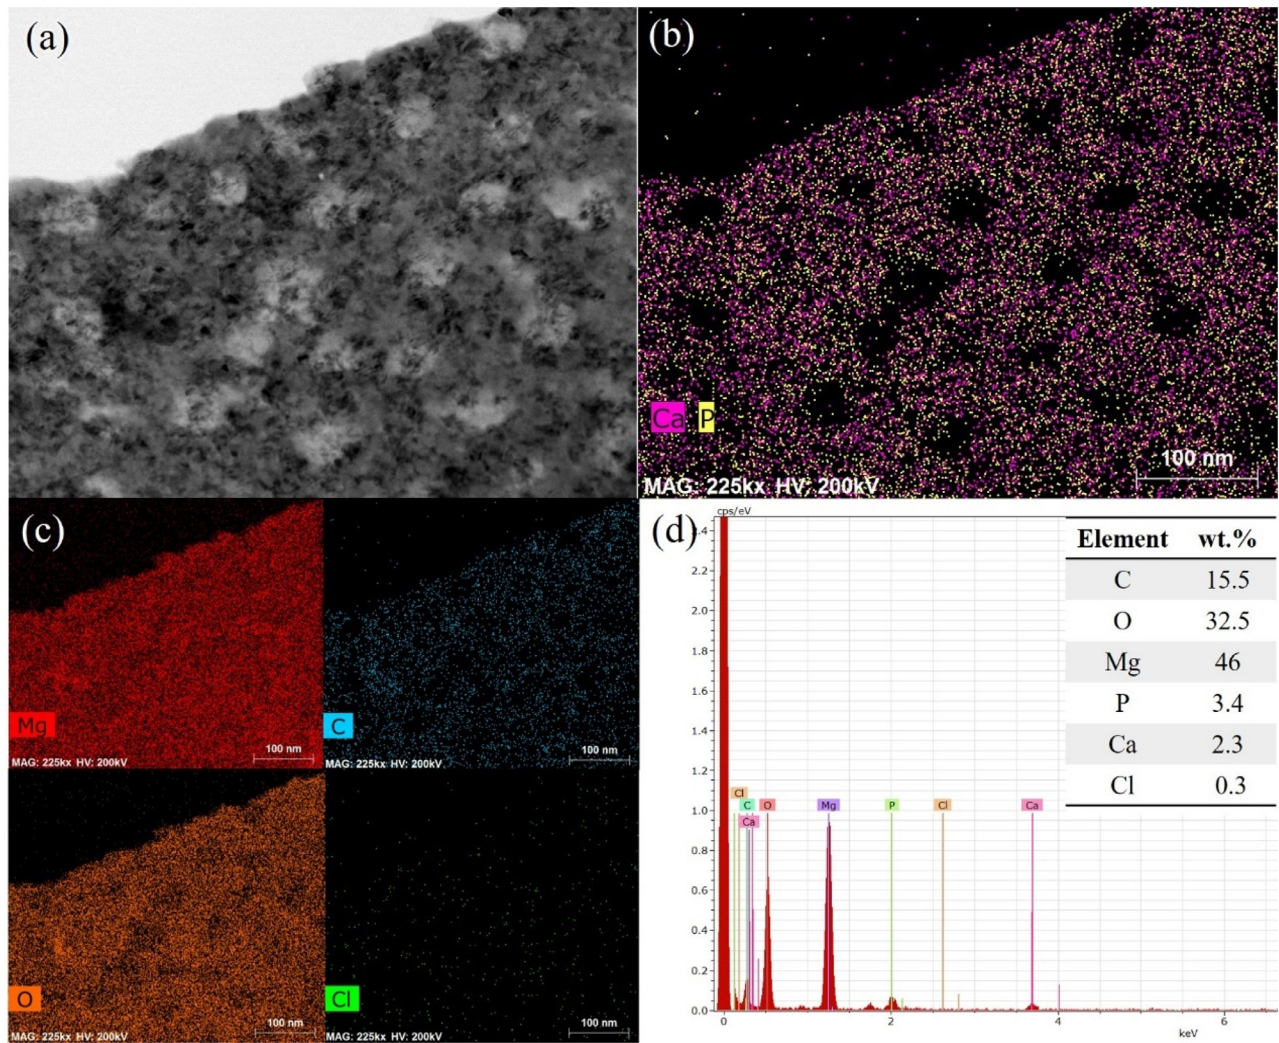 (a)
(b)
Ca P
100 nm
MAG: 225kx HV: 200kV
(c)
Mg
100 nm
MAG: 225kx HV: 200kV
C
100 nm
MAG: 225kx HV: 200kV
O
100 nm
MAG: 225kx HV: 200kV
Cl
100 nm
MAG: 225kx HV: 200kV
(d)
cps/eV
2.4
2.2
2.0
1.8
1.6
1.4
1.2
1.0
0.8
0.6
0.4
0.2
0.0
0 2 4 6
keV
Cl
C O Mg P Cl Ca
Ca
Element wt.%
C 15.5
O 32.5
Mg 46
P 3.4
Ca 2.3
Cl 0.3